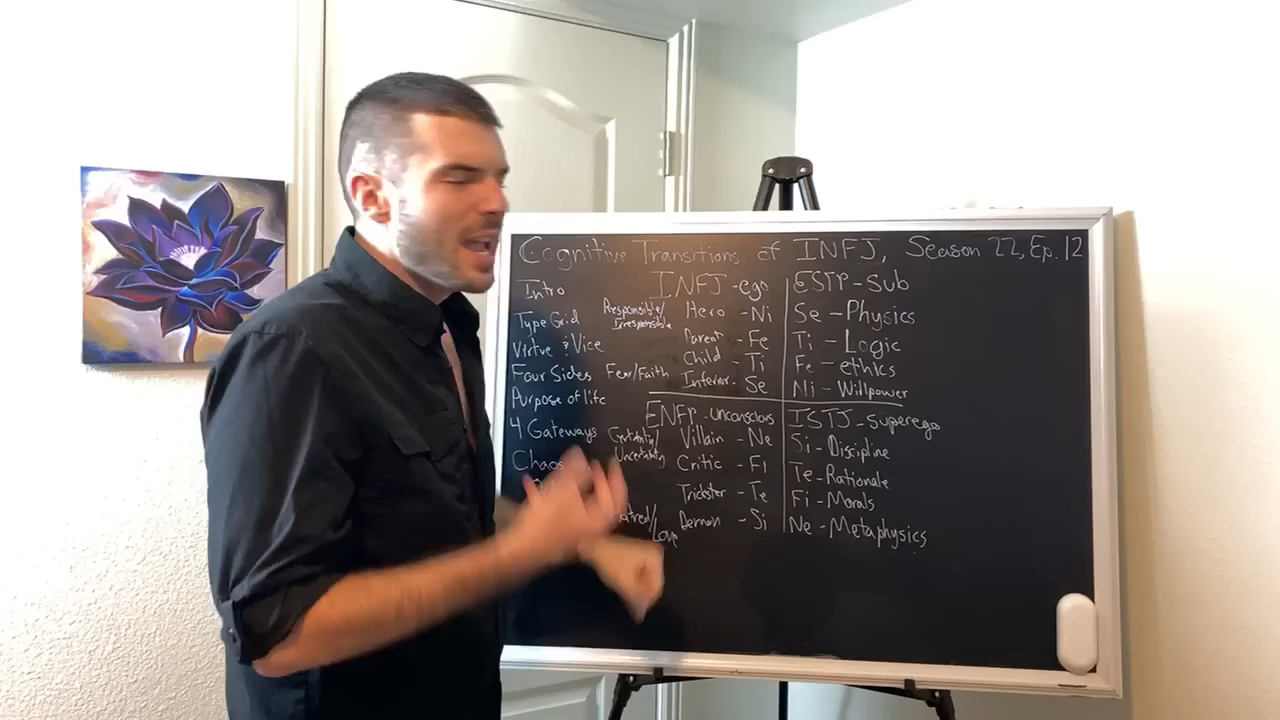 Cognitive Transitions of INFJ, Season 22, Ep. 12
Intro
Type Grid
Virtue & Vice
Four Sides
Purpose of life
4 Gateways
Chaos
Responsible/
Irresponsible
Fear/Faith
Certainty/
Uncertainty
Love
INFJ-ego
Hero - Ni
Parent - Fe
Child - Ti
Inferior - Se
ESTP-Sub
Se - Physics
Ti - Logic
Fe - ethics
Ni - Willpower
ENFP-unconscious
Villain - Ne
Critic - Fi
Trickster - Te
Demon - Si
ISTJ-Superego
Si - Discipline
Te - Rationale
Fi - Morals
Ne - Metaphysics